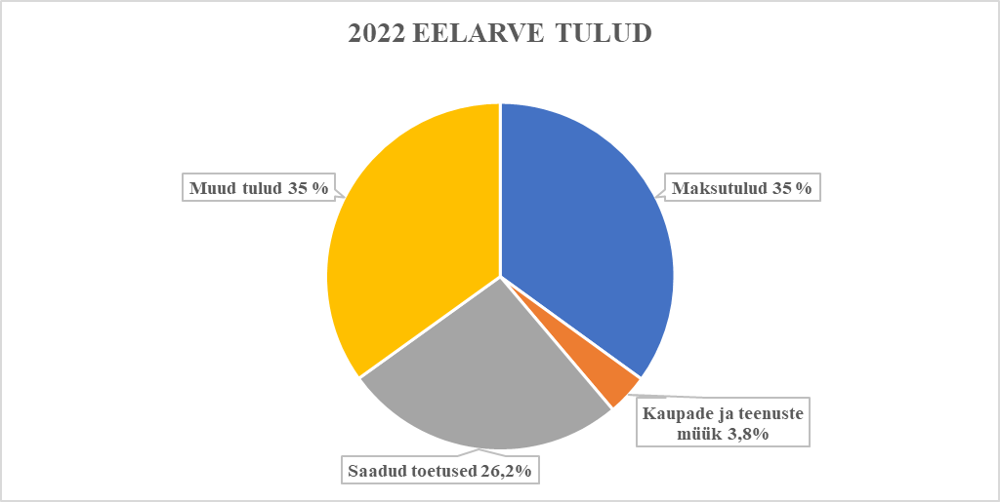 2022 EELARVE TULUD
Muud tulud 35 %
Maksutulud 35 %
Kaupade ja teenuste
müük 3,8%
Saadud toetused 26,2%